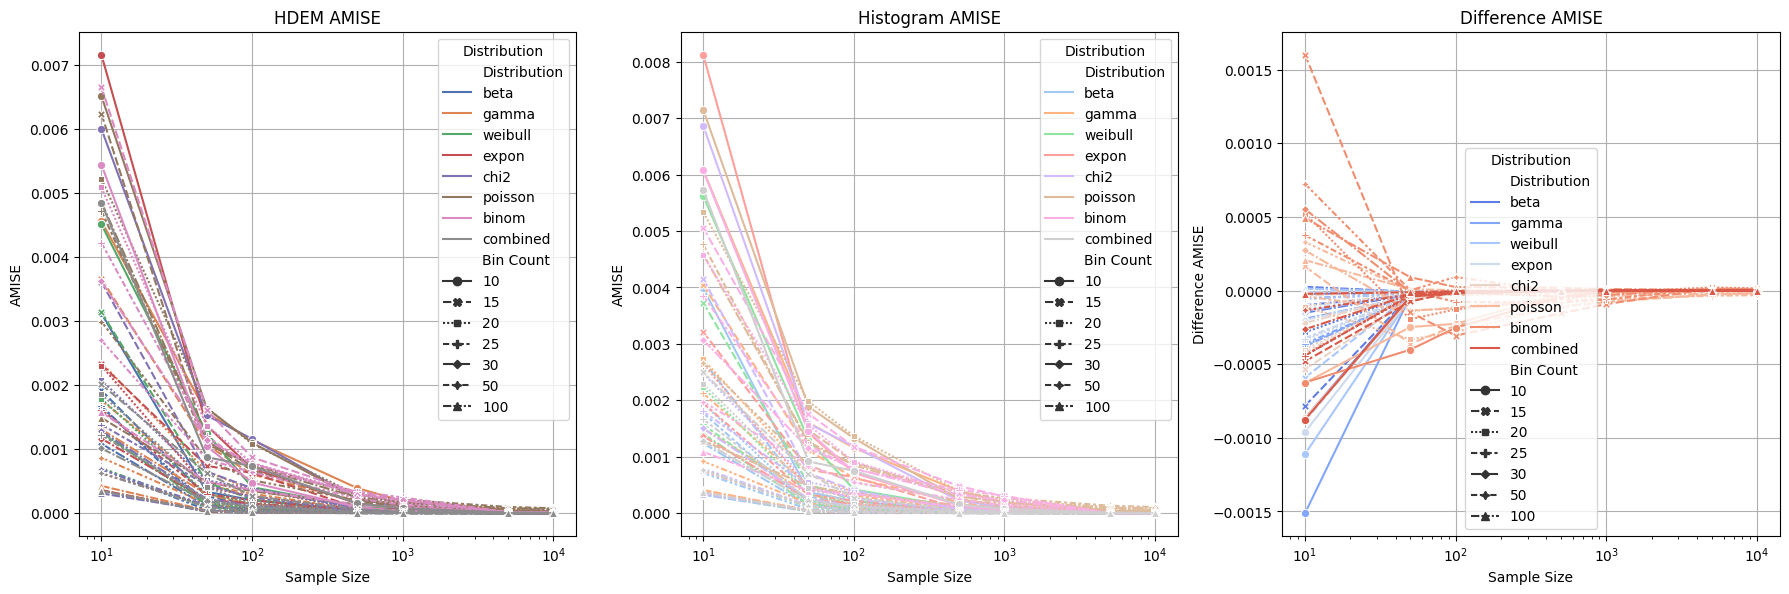 HDEM AMISE
AMISE
0.007
0.006
0.005
0.004
0.003
0.002
0.001
0.000
10¹
10²
10³
10⁴
Sample Size
Distribution
Distribution
beta
gamma
weibull
expon
chi2
poisson
binom
combined
Bin Count
10
15
20
25
30
50
100
Histogram AMISE
AMISE
0.008
0.007
0.006
0.005
0.004
0.003
0.002
0.001
0.000
10¹
10²
10³
10⁴
Sample Size
Distribution
Distribution
beta
gamma
weibull
expon
chi2
poisson
binom
combined
Bin Count
10
15
20
25
30
50
100
Difference AMISE
Difference AMISE
0.0015
0.0010
0.0005
0.0000
−0.0005
−0.0010
−0.0015
10¹
10²
10³
10⁴
Sample Size
Distribution
Distribution
beta
gamma
weibull
expon
chi2
poisson
binom
combined
Bin Count
10
15
20
25
30
50
100